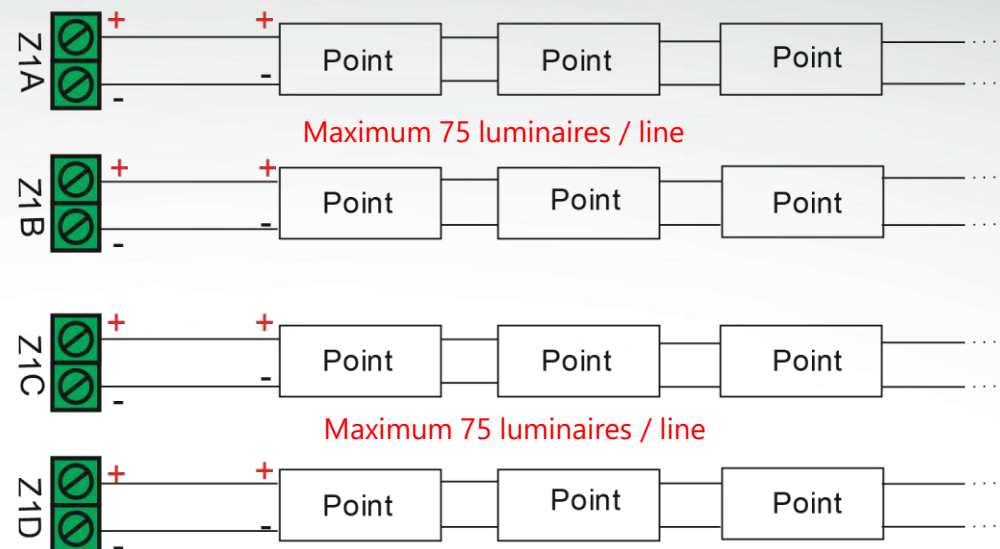 Z1A + + Point Point Point
- -
Maximum 75 luminaires / line
Z1B + + Point Point Point
- -
Z1C + + Point Point Point
- -
Maximum 75 luminaires / line
Z1D + + Point Point Point
- -